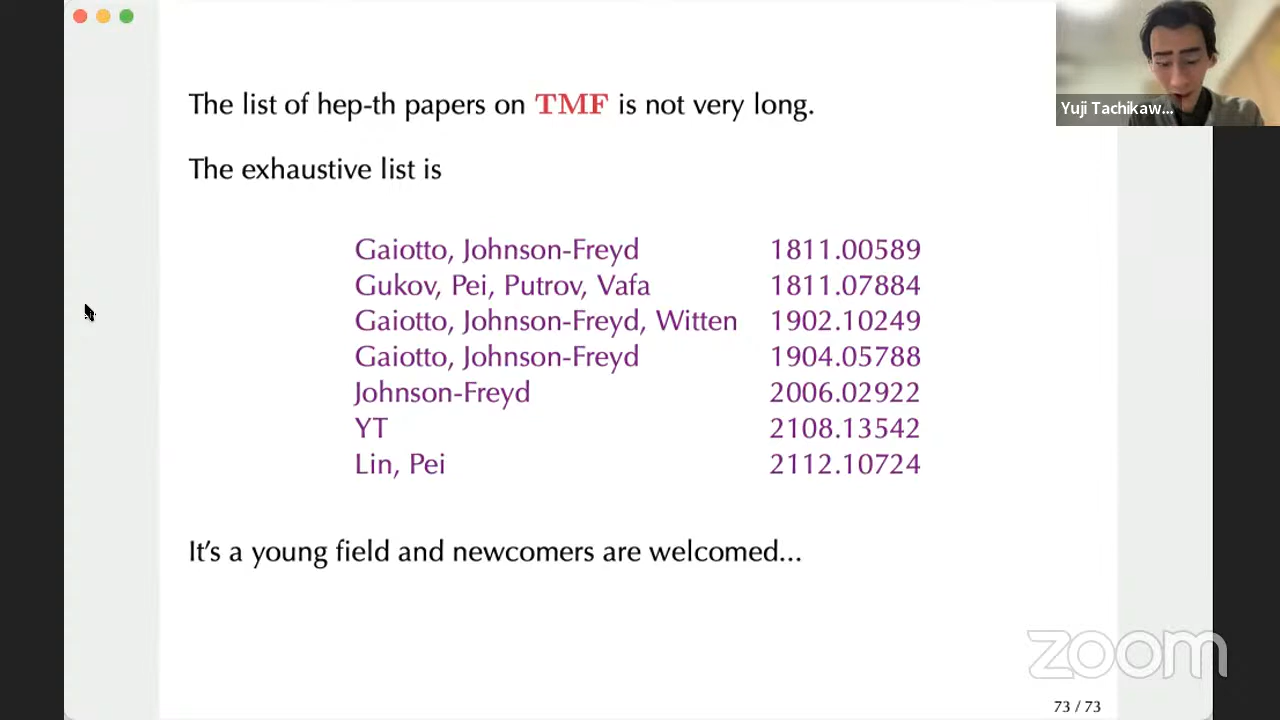 The list of hep-th papers on TMF is not very long.
Yuji Tachikaw...
The exhaustive list is
Gaiotto, Johnson-Freyd 1811.00589
Gukov, Pei, Putrov, Vafa 1811.07884
Gaiotto, Johnson-Freyd, Witten 1902.10249
Gaiotto, Johnson-Freyd 1904.05788
Johnson-Freyd 2006.02922
YT 2108.13542
Lin, Pei 2112.10724
It's a young field and newcomers are welcomed...
zoom
73 / 73